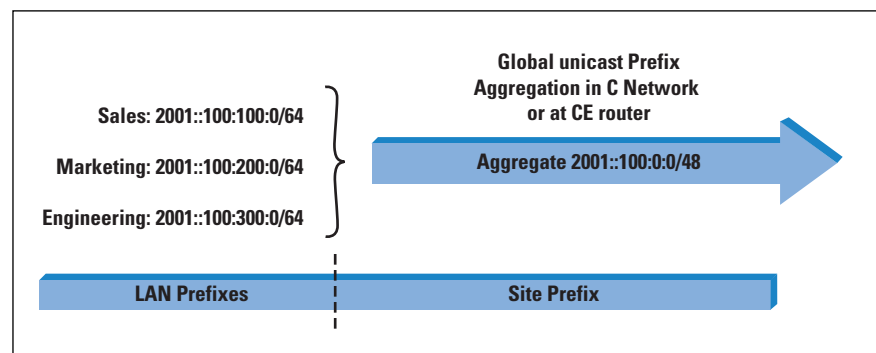 Global unicast Prefix
Aggregation in C Network
or at CE router
Sales: 2001::100:100:0/64
Marketing: 2001::100:200:0/64
Engineering: 2001::100:300:0/64
Aggregate 2001::100:0:0/48
LAN Prefixes
Site Prefix